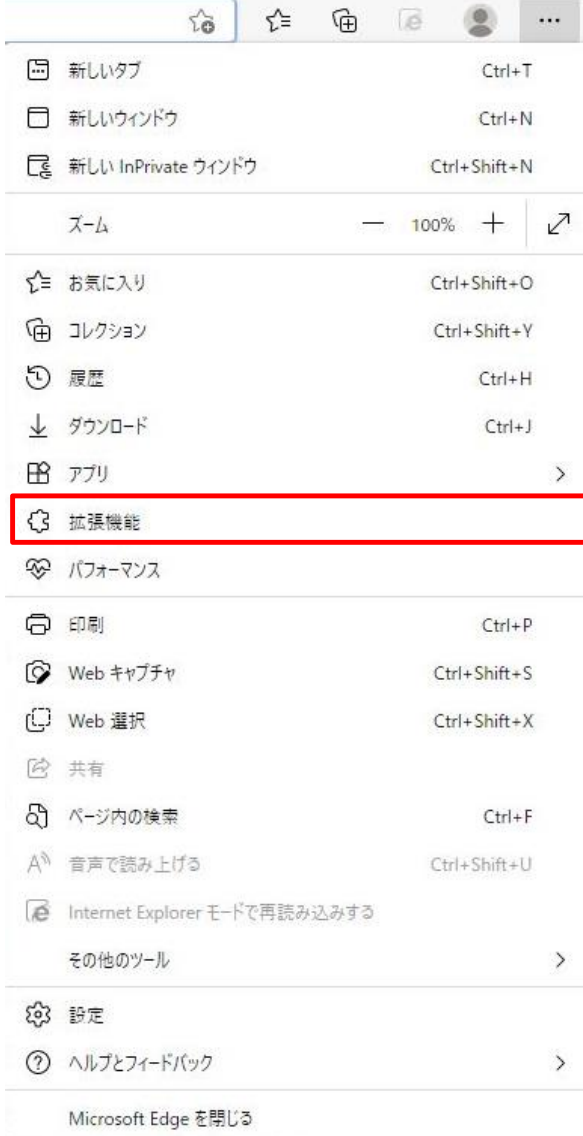 新しいタブ Ctrl+T
新しいウィンドウ Ctrl+N
新しい InPrivate ウィンドウ Ctrl+Shift+N
ズーム — 100% +
お気に入り Ctrl+Shift+O
コレクション Ctrl+Shift+Y
履歴 Ctrl+H
ダウンロード Ctrl+J
アプリ
拡張機能
パフォーマンス
印刷 Ctrl+P
Web キャプチャ Ctrl+Shift+S
Web 選択 Ctrl+Shift+X
共有
ページ内の検索 Ctrl+F
音声で読み上げる Ctrl+Shift+U
Internet Explorer モードで再読み込みする
その他のツール
設定
ヘルプとフィードバック
Microsoft Edge を閉じる